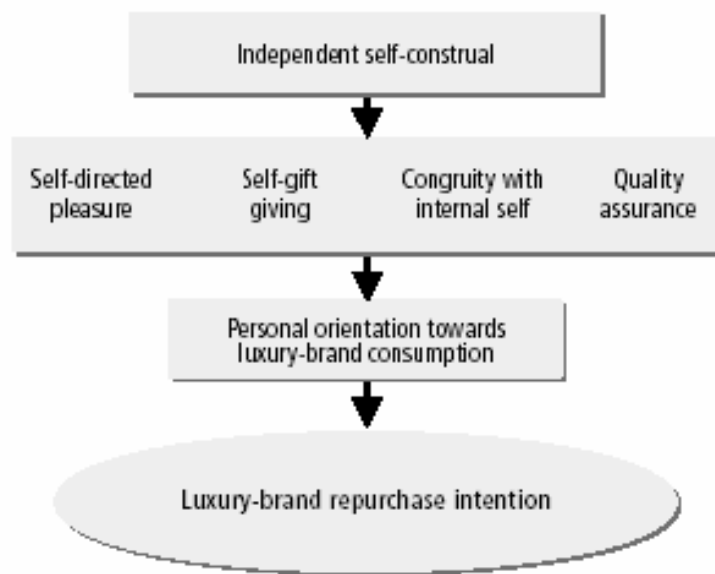 Independent self-construal
Self-directed pleasure
Self-gift giving
Congruity with internal self
Quality assurance
Personal orientation towards
luxury-brand consumption
Luxury-brand repurchase intention